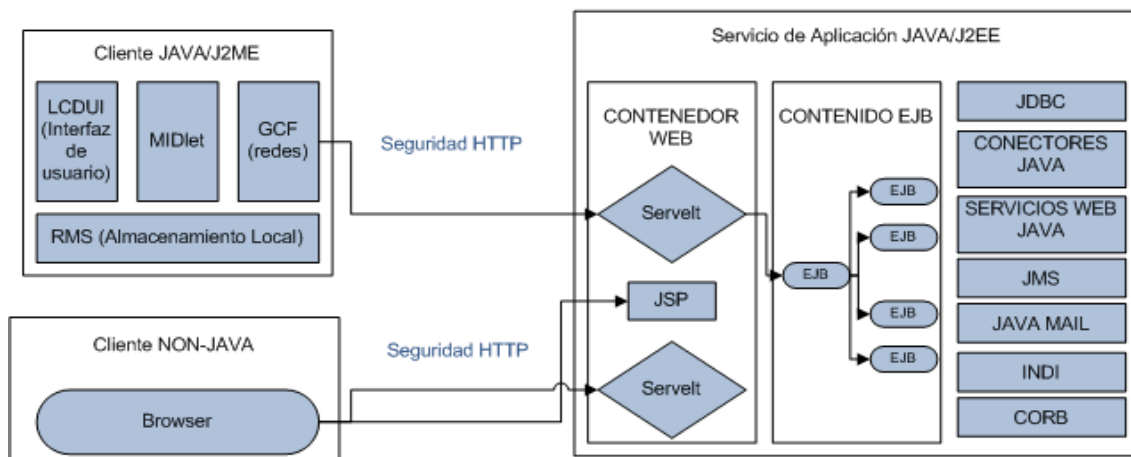 Cliente JAVA/J2ME
LCDUI
(Interfaz
de
usuario)
MIDlet
GCF
(redes)
RMS (Almacenamiento Local)
Cliente NON-JAVA
Browser
Seguridad HTTP
Seguridad HTTP
Servicio de Aplicación JAVA/J2EE
CONTENEDOR
WEB
Servelt
JSP
Servelt
CONTENIDO EJB
EJB
EJB
EJB
EJB
EJB
JDBC
CONECTORES
JAVA
SERVICIOS WEB
JAVA
JMS
JAVA MAIL
INDI
CORB